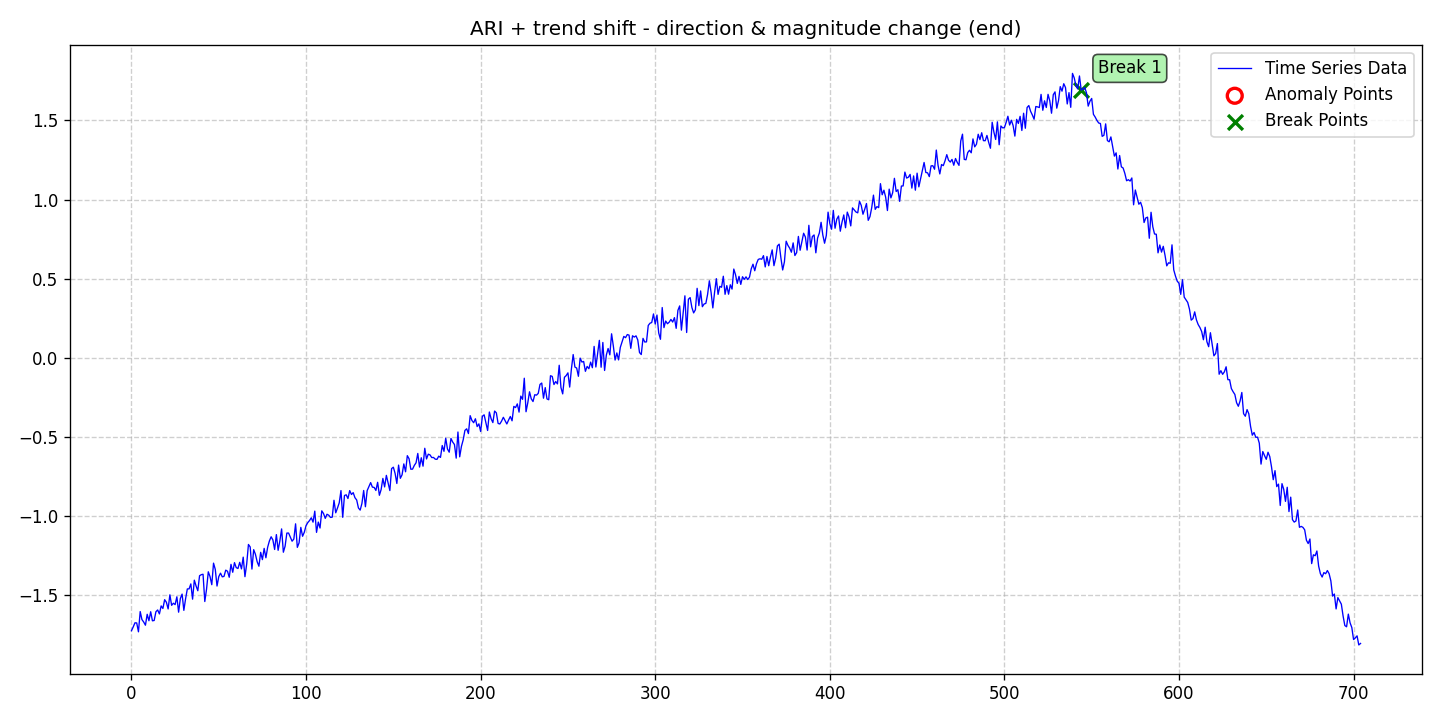 ARI + trend shift - direction & magnitude change (end)
Break 1
Time Series Data
Anomaly Points
Break Points
1.5
1.0
0.5
0.0
−0.5
−1.0
−1.5
0 100 200 300 400 500 600 700